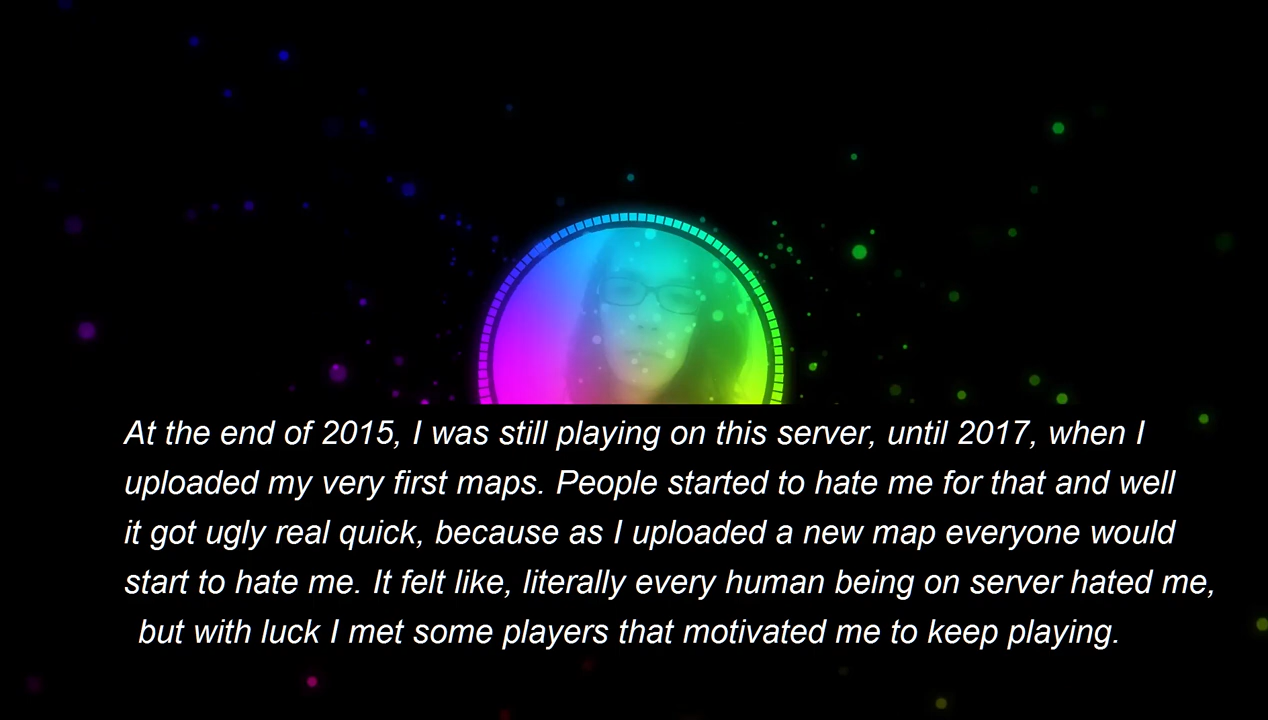 At the end of 2015, I was still playing on this server, until 2017, when I
uploaded my very first maps. People started to hate me for that and well
it got ugly real quick, because as I uploaded a new map everyone would
start to hate me. It felt like, literally every human being on server hated me,
but with luck I met some players that motivated me to keep playing.